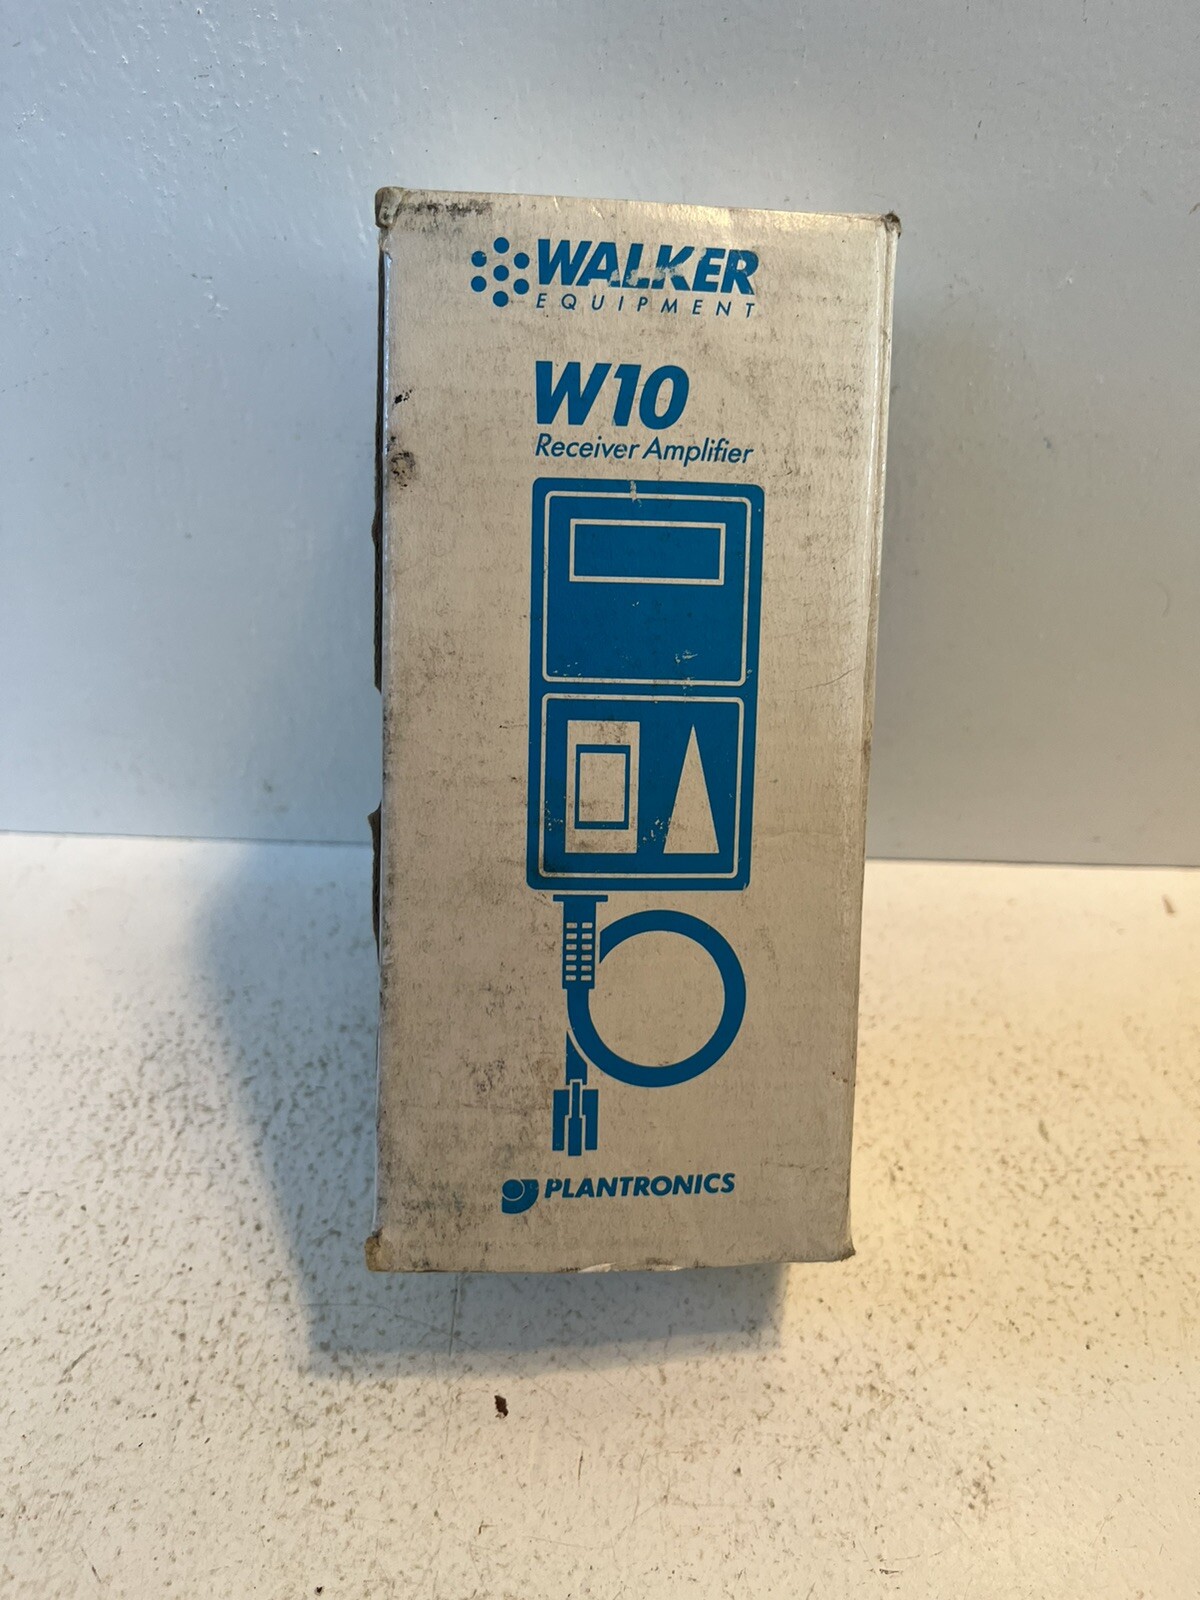 WALKER
EQUIPMENT
W10
Receiver Amplifier
PLANTRONICS